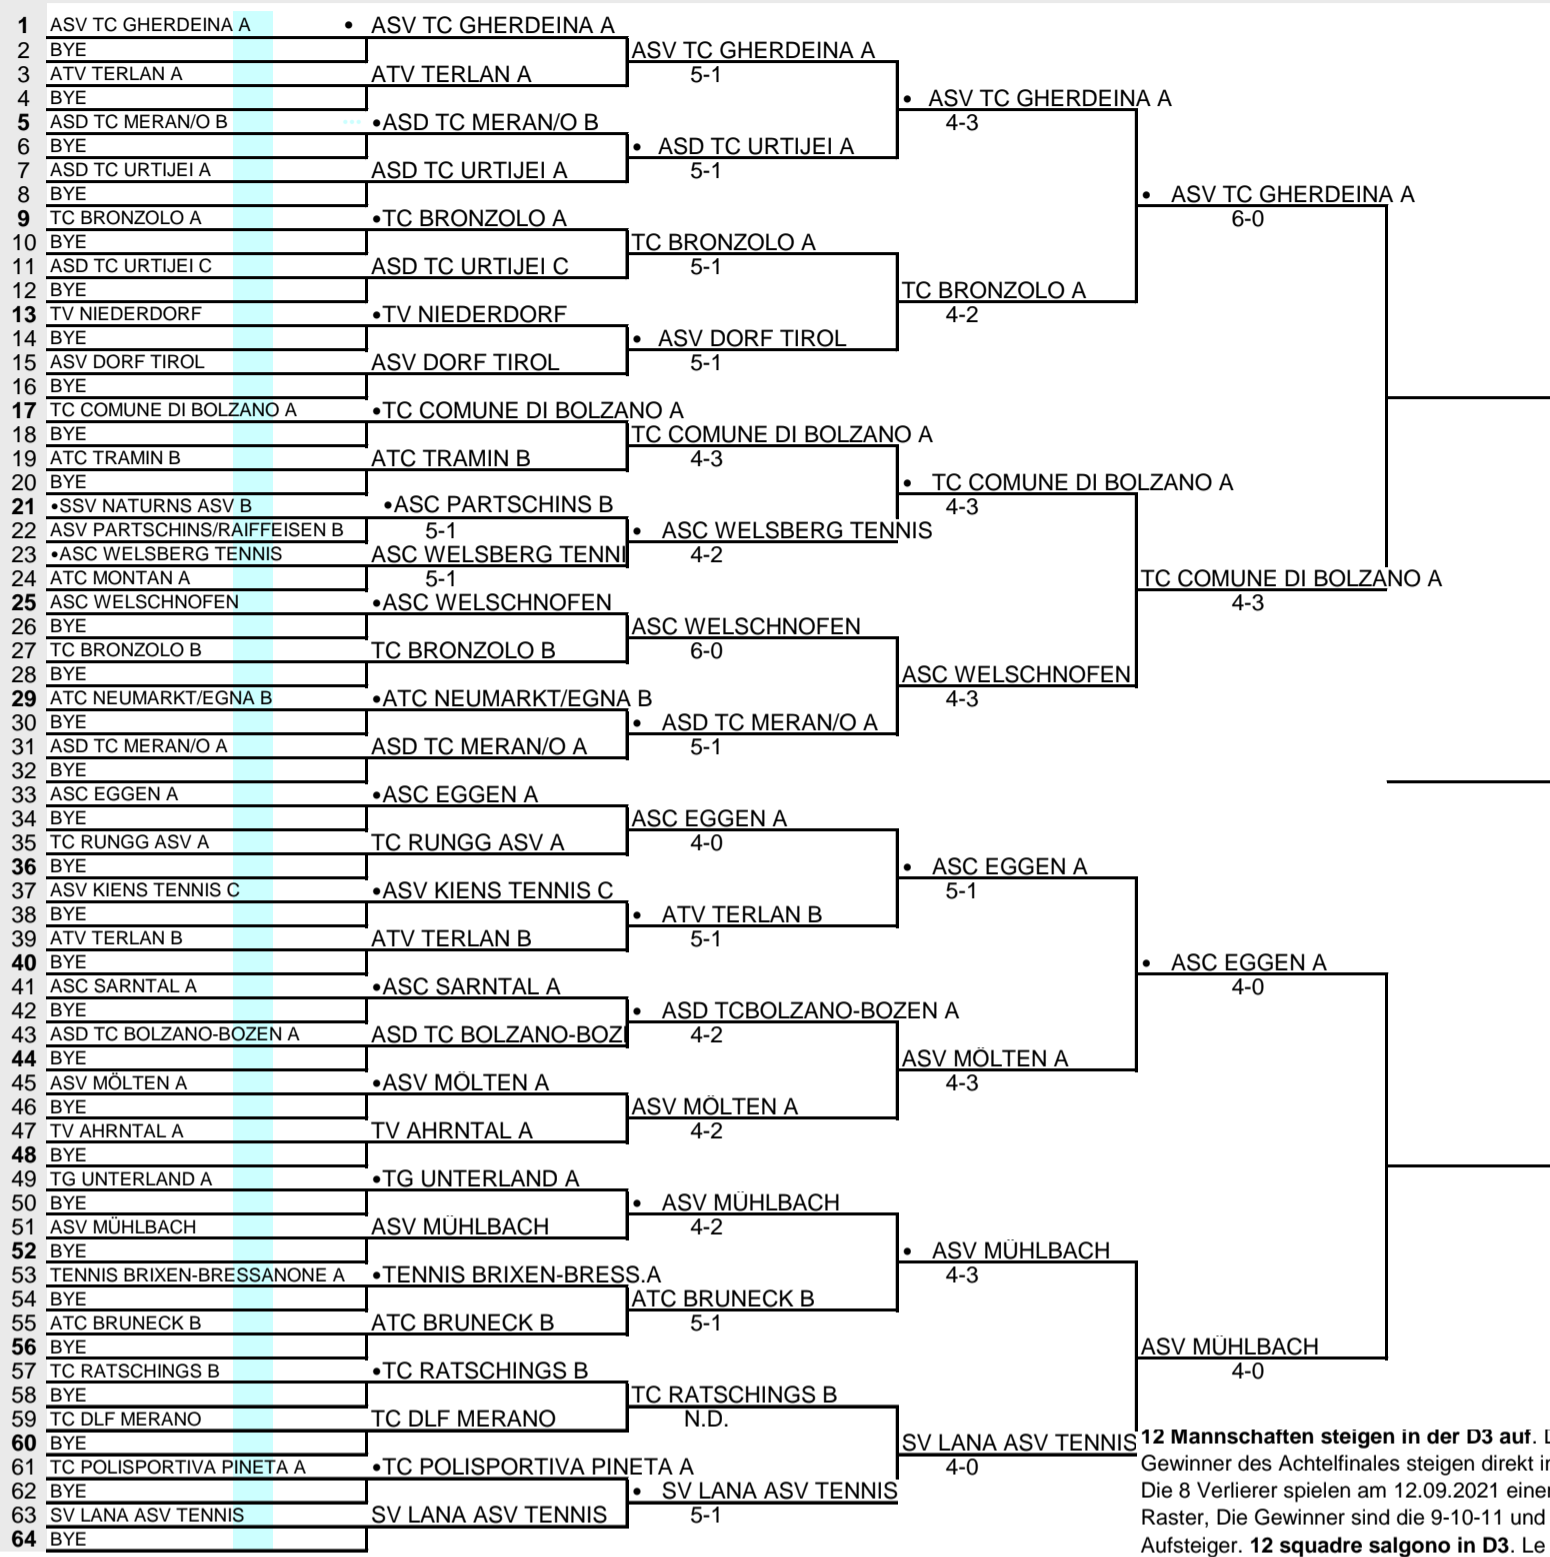 1 ASV TC GHERDEINA A • ASV TC GHERDEINA A
2 BYE ASV TC GHERDEINA A
3 ATV TERLAN A ATV TERLAN A 5-1
4 BYE • ASV TC GHERDEINA A
5 ASD TC MERAN/O B •ASD TC MERAN/O B 4-3
6 BYE • ASD TC URTIJEI A
7 ASD TC URTIJEI A ASD TC URTIJEI A 5-1
8 BYE • ASV TC GHERDEINA A
9 TC BRONZOLO A •TC BRONZOLO A 6-0
10 BYE TC BRONZOLO A
11 ASD TC URTIJEI C ASD TC URTIJEI C 5-1
12 BYE TC BRONZOLO A
13 TV NIEDERDORF •TV NIEDERDORF 4-2
14 BYE • ASV DORF TIROL
15 ASV DORF TIROL ASV DORF TIROL 5-1
16 BYE
17 TC COMUNE DI BOLZANO A •TC COMUNE DI BOLZANO A
18 BYE TC COMUNE DI BOLZANO A
19 ATC TRAMIN B ATC TRAMIN B 4-3
20 BYE • TC COMUNE DI BOLZANO A
21 •SSV NATURNS ASV B •ASC PARTSCHINS B 4-3
22 ASV PARTSCHINS/RAIFFEISEN B 5-1 • ASC WELSBERG TENNIS
23 •ASC WELSBERG TENNIS ASC WELSBERG TENNI 4-2
24 ATC MONTAN A 5-1 TC COMUNE DI BOLZANO A
25 ASC WELSCHNOFEN •ASC WELSCHNOFEN 4-3
26 BYE ASC WELSCHNOFEN
27 TC BRONZOLO B TC BRONZOLO B 6-0
28 BYE ASC WELSCHNOFEN
29 ATC NEUMARKT/EGNA B •ATC NEUMARKT/EGNA B 4-3
30 BYE • ASD TC MERAN/O A
31 ASD TC MERAN/O A ASD TC MERAN/O A 5-1
32 BYE
33 ASC EGGEN A •ASC EGGEN A
34 BYE ASC EGGEN A
35 TC RUNGG ASV A TC RUNGG ASV A 4-0
36 BYE • ASC EGGEN A
37 ASV KIENS TENNIS C •ASV KIENS TENNIS C 5-1
38 BYE • ATV TERLAN B
39 ATV TERLAN B ATV TERLAN B 5-1
40 BYE • ASC EGGEN A
41 ASC SARNTAL A •ASC SARNTAL A 4-0
42 BYE • ASD TCBOLZANO-BOZEN A
43 ASD TC BOLZANO-BOZEN A ASD TC BOLZANO-BOZ 4-2
44 BYE ASV MÖLTEN A
45 ASV MÖLTEN A •ASV MÖLTEN A 4-3
46 BYE ASV MÖLTEN A
47 TV AHRNTAL A TV AHRNTAL A 4-2
48 BYE
49 TG UNTERLAND A •TG UNTERLAND A
50 BYE • ASV MÜHLBACH
51 ASV MÜHLBACH ASV MÜHLBACH 4-2
52 BYE • ASV MÜHLBACH
53 TENNIS BRIXEN-BRESSANONE A •TENNIS BRIXEN-BRESS.A 4-3
54 BYE ATC BRUNECK B
55 ATC BRUNECK B ATC BRUNECK B 5-1
56 BYE ASV MÜHLBACH
57 TC RATSCHINGS B •TC RATSCHINGS B 4-0
58 BYE TC RATSCHINGS B
59 TC DLF MERANO TC DLF MERANO N.D.
60 BYE SV LANA ASV TENNIS 12 Mannschaften steigen in der D3 auf.
61 TC POLISPORTIVA PINETA A •TC POLISPORTIVA PINETA A 4-0 Gewinner des Achtelfinales steigen direkt
62 BYE • SV LANA ASV TENNIS Die 8 Verlierer spielen am 12.09.2021
63 SV LANA ASV TENNIS SV LANA ASV TENNIS 5-1 Raster, Die Gewinner sind die 9-10-11 und
64 BYE Aufsteiger. 12 squadre salgono in D3. Le